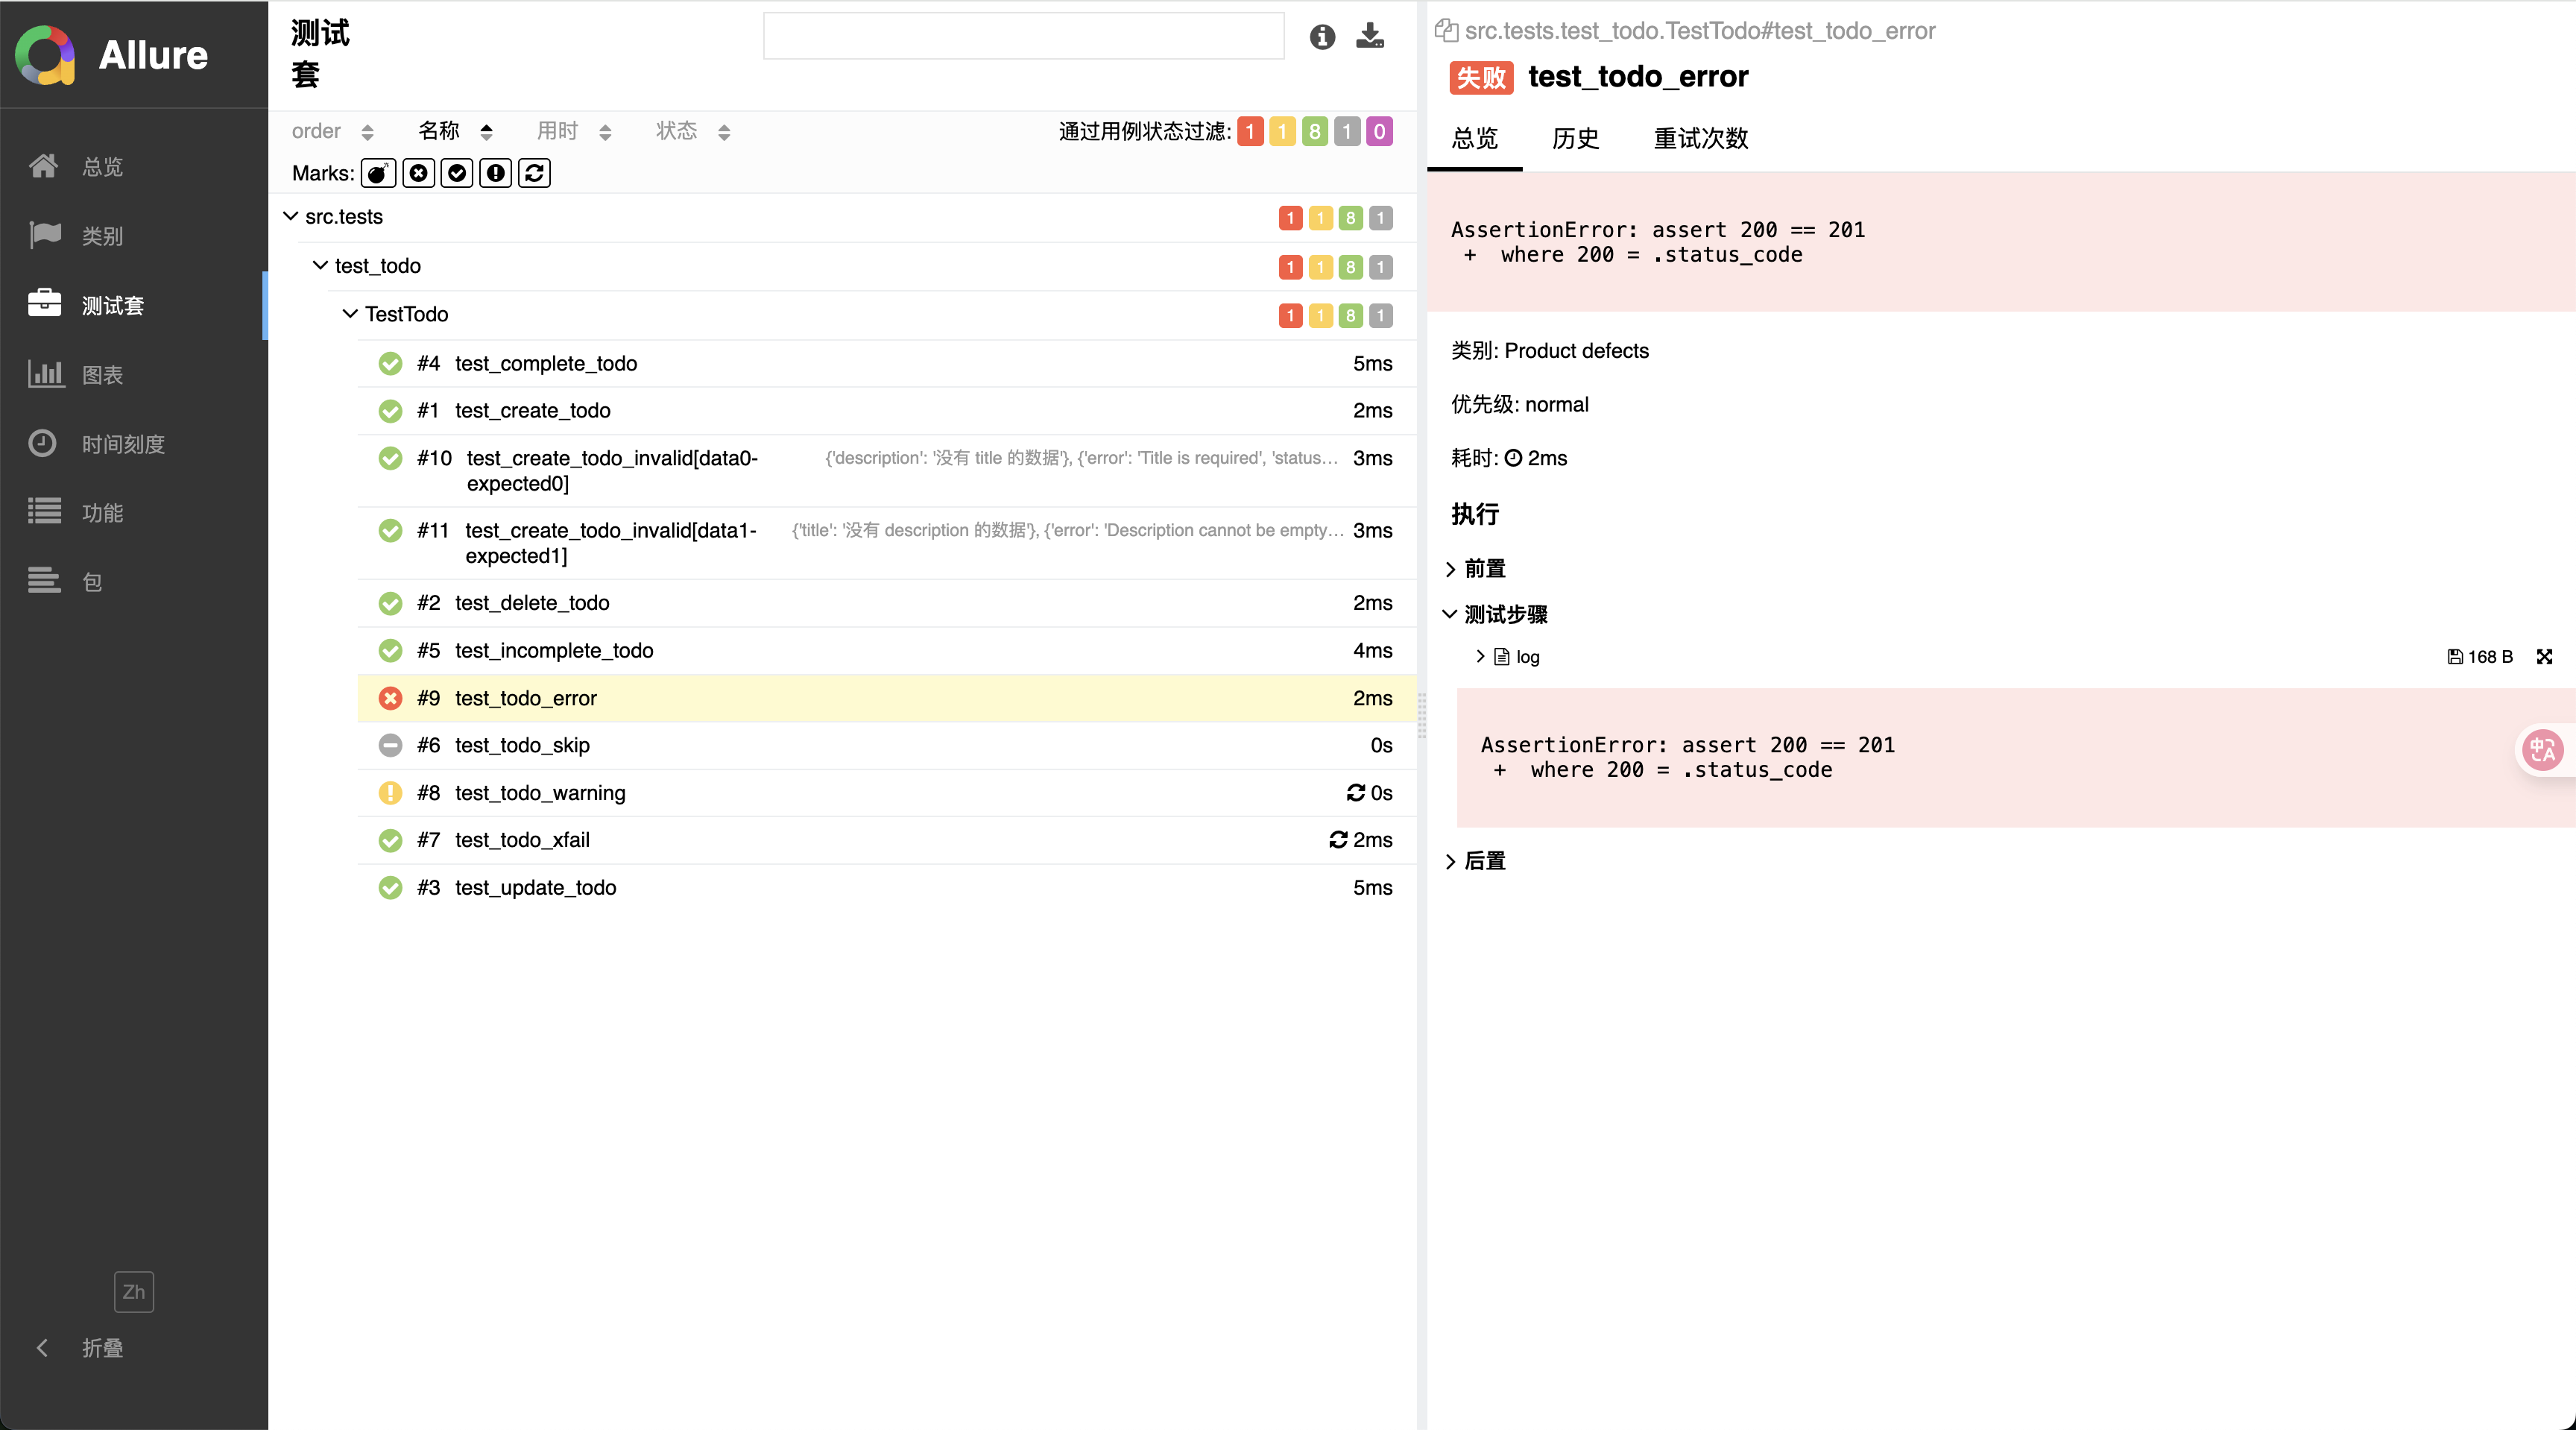 Allure
总览
类别
测试套
图表
时间刻度
功能
包
Zh
折叠
测试
套
order 名称 用时 状态 通过用例状态过滤: 1 1 8 1 0
Marks:
src.tests 1 1 8 1
test_todo 1 1 8 1
TestTodo 1 1 8 1
#4 test_complete_todo 5ms
#1 test_create_todo 2ms
#10 test_create_todo_invalid[data0- {'description': '没有 title 的数据'}, {'error': 'Title is required', 'status... 3ms
expected0]
#11 test_create_todo_invalid[data1- {'title': '没有 description 的数据'}, {'error': 'Description cannot be empty... 3ms
expected1]
#2 test_delete_todo 2ms
#5 test_incomplete_todo 4ms
#9 test_todo_error 2ms
#6 test_todo_skip 0s
#8 test_todo_warning 0s
#7 test_todo_xfail 2ms
#3 test_update_todo 5ms
src.tests.test_todo.TestTodo#test_todo_error
失败 test_todo_error
总览 历史 重试次数
AssertionError: assert 200 == 201
+ where 200 = .status_code
类别: Product defects
优先级: normal
耗时: 2ms
执行
前置
测试步骤
log 168 B
AssertionError: assert 200 == 201
+ where 200 = .status_code
后置
中A